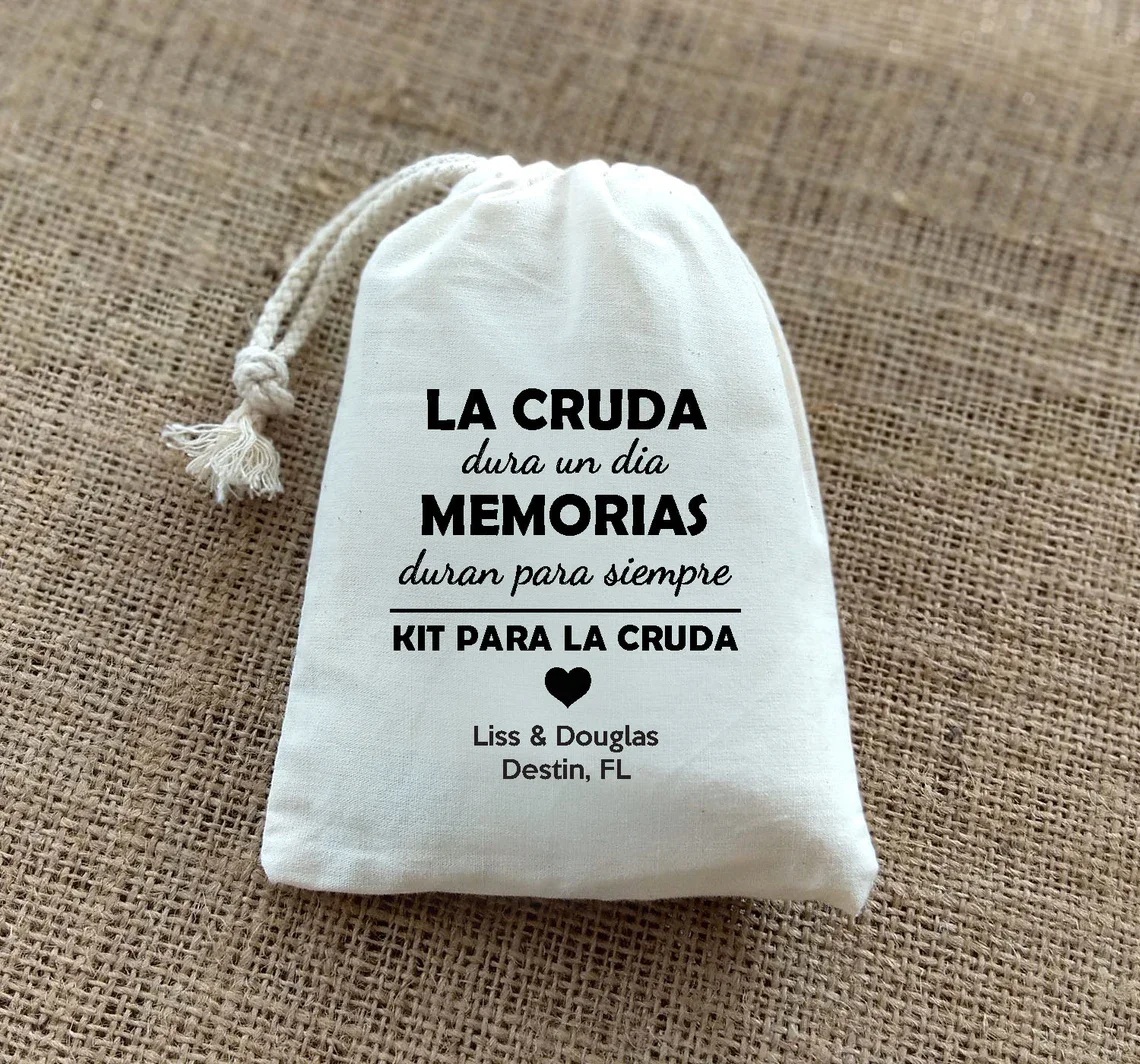 LA CRUDA
dura un dia
MEMORIAS
duran para siempre
KIT PARA LA CRUDA
Liss & Douglas
Destin, FL